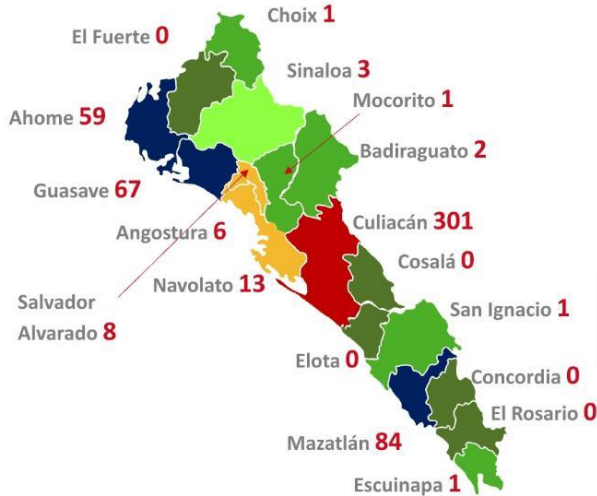 Choix 1
El Fuerte 0
Sinaloa 3
Mocorito 1
Ahome 59
Badiraguato 2
Guasave 67
Culiacán 301
Angostura 6
Cosalá 0
Navolato 13
Salvador
Alvarado 8
San Ignacio 1
Elota 0
Concordia 0
El Rosario 0
Mazatlán 84
Escuinapa 1